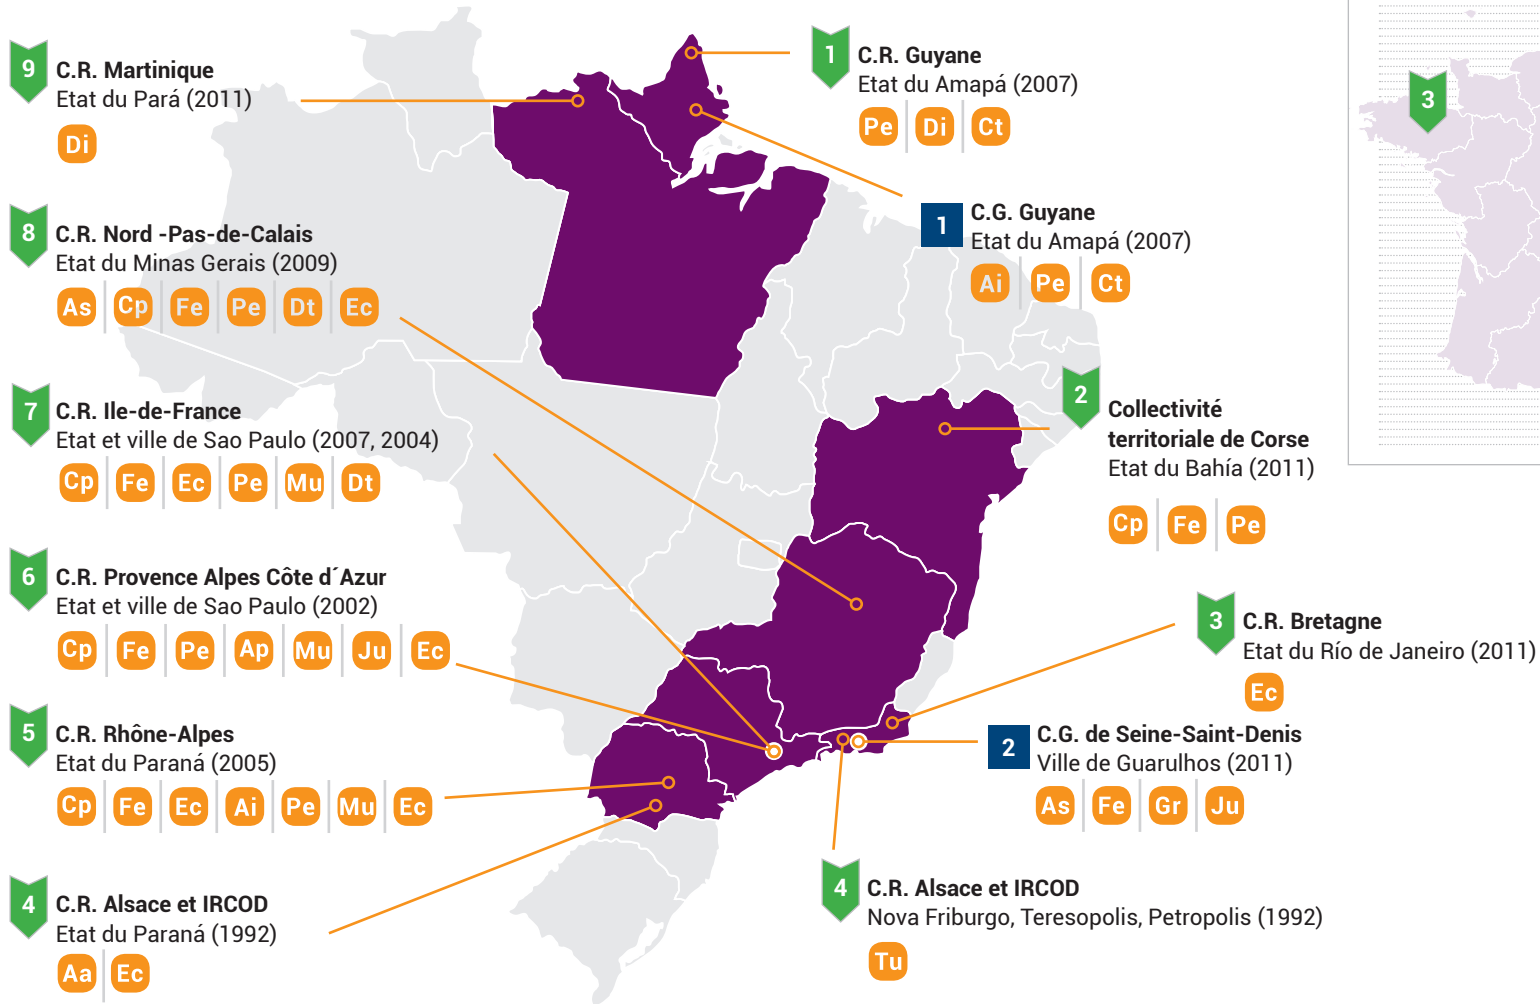 9
C.R. Martinique
Etat du Pará (2011)
Di
8
C.R. Nord -Pas-de-Calais
Etat du Minas Gerais (2009)
As Cp Fe Pe Dt Ec
7
C.R. Ile-de-France
Etat et ville de Sao Paulo (2007, 2004)
Cp Fe Ec Pe Mu Dt
6
C.R. Provence Alpes Côte d´Azur
Etat et ville de Sao Paulo (2002)
Cp Fe Pe Ap Mu Ju Ec
5
C.R. Rhône-Alpes
Etat du Paraná (2005)
Cp Fe Ec Ai Pe Mu Ec
4
C.R. Alsace et IRCOD
Etat du Paraná (1992)
Aa Ec
1
C.R. Guyane
Etat du Amapá (2007)
Pe Di Ct
1
C.G. Guyane
Etat du Amapá (2007)
Ai Pe Ct
2
Collectivité
territoriale de Corse
Etat du Bahía (2011)
Cp Fe Pe
3
C.R. Bretagne
Etat du Río de Janeiro (2011)
Ec
2
C.G. de Seine-Saint-Denis
Ville de Guarulhos (2011)
As Fe Gr Ju
4
C.R. Alsace et IRCOD
Nova Friburgo, Teresopolis, Petropolis (1992)
Tu
3